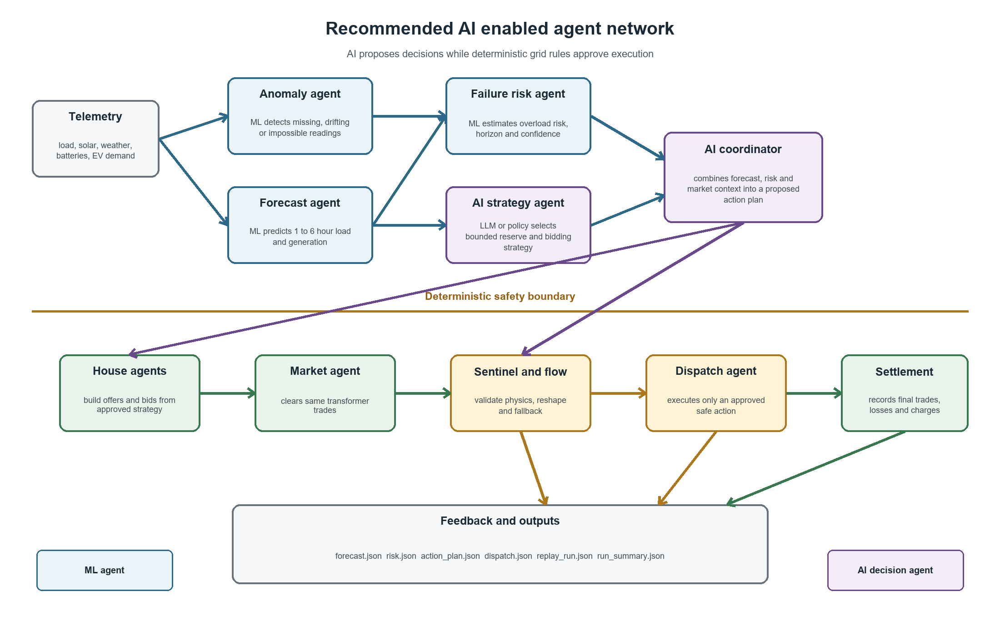 Recommended AI enabled agent network
AI proposes decisions while deterministic grid rules approve execution
Telemetry
load, solar, weather,
batteries, EV demand
Anomaly agent
ML detects missing, drifting
or impossible readings
Failure risk agent
ML estimates overload risk,
horizon and confidence
AI coordinator
combines forecast, risk and
market context into a proposed
action plan
Forecast agent
ML predicts 1 to 6 hour load
and generation
AI strategy agent
LLM or policy selects
bounded reserve and bidding
strategy
Deterministic safety boundary
House agents
build offers and bids from
approved strategy
Market agent
clears same transformer
trades
Sentinel and flow
validate physics, reshape
and fallback
Dispatch agent
executes only an approved
safe action
Settlement
records final trades,
losses and charges
Feedback and outputs
forecast.json risk.json action_plan.json dispatch.json replay_run.json run_summary.json
ML agent
AI decision agent